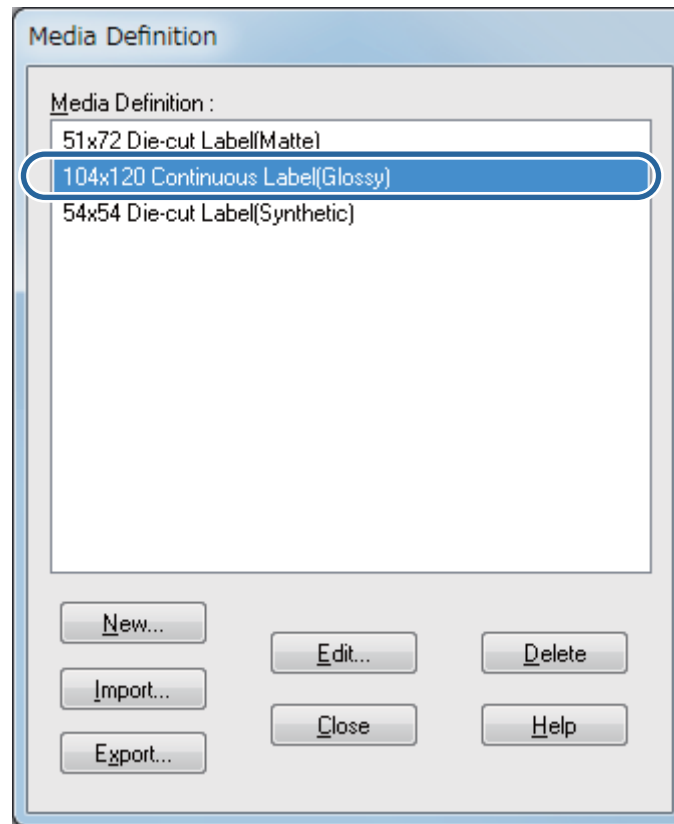 Media Definition
Media Definition :
51x72 Die-cut Label(Matte)
104x120 Continuous Label(Glossy)
54x54 Die-cut Label(Synthetic)
New...
Edit...
Delete
Import...
Close
Help
Export...